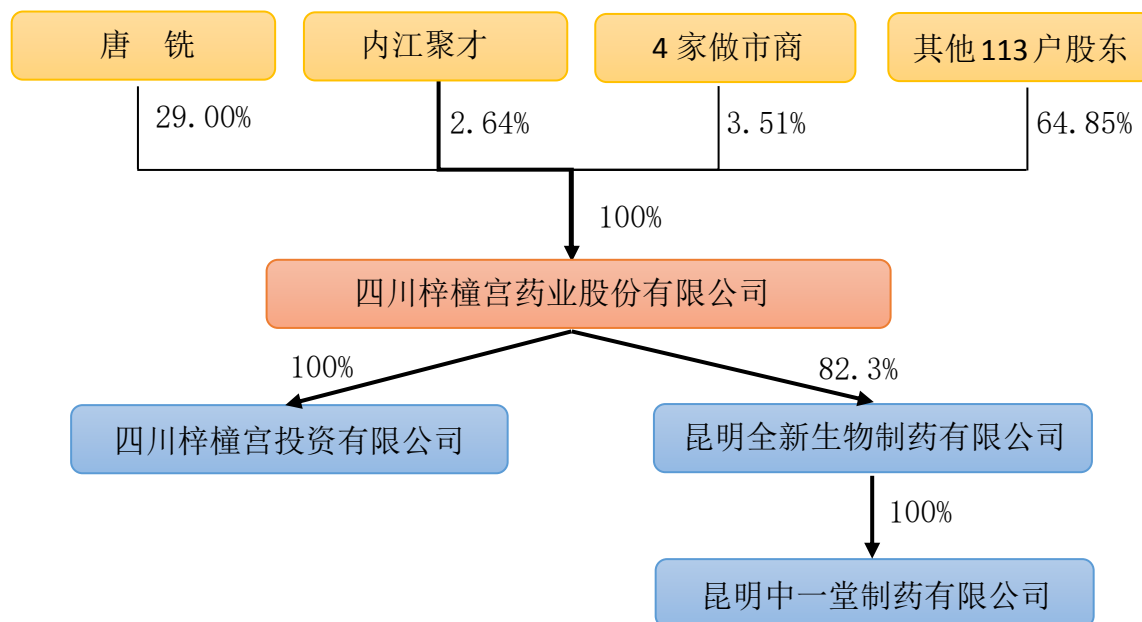 唐　铣
内江聚才
4 家做市商
其他 113 户股东
29.00%
2.64%
3.51%
64.85%
100%
四川梓橦宫药业股份有限公司
100%
82.3%
四川梓橦宫投资有限公司
昆明全新生物制药有限公司
100%
昆明中一堂制药有限公司